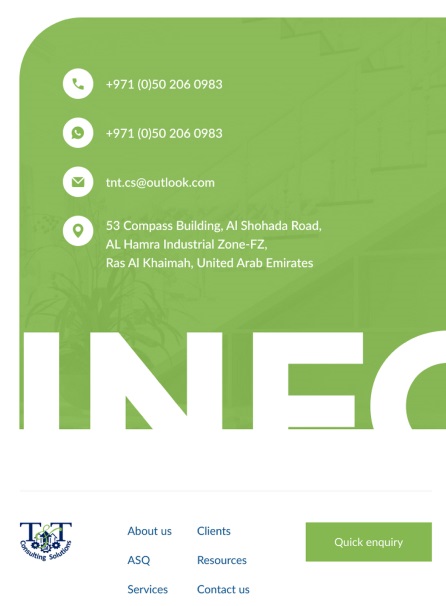 +971 (0)50 206 0983
+971 (0)50 206 0983
tnt.cs@outlook.com
53 Compass Building, Al Shohada Road,
AL Hamra Industrial Zone-FZ,
Ras Al Khaimah, United Arab Emirates
INFO
T&T
Consulting Solutions
About us
Clients
ASQ
Resources
Services
Contact us
Quick enquiry